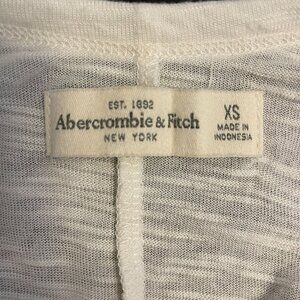 EST. 1892
Abercrombie & Fitch
NEW YORK
XS
MADE IN
INDONESIA